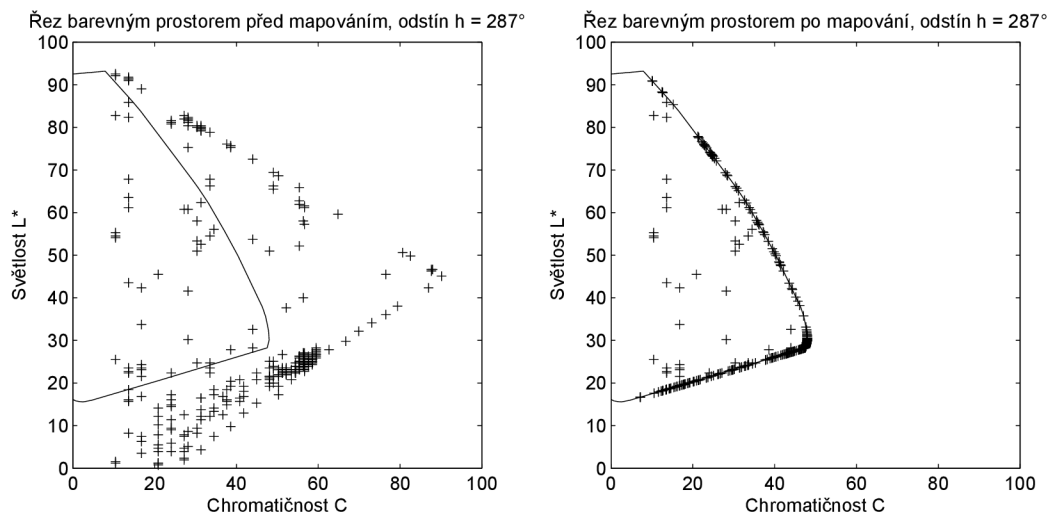 Řez barevným prostorem před mapováním, odstín h = 287°
100
90
80
70
60
50
40
30
20
10
0
Světlost L*
0 20 40 60 80 100
Chromatičnost C
Řez barevným prostorem po mapování, odstín h = 287°
100
90
80
70
60
50
40
30
20
10
0
Světlost L*
0 20 40 60 80 100
Chromatičnost C